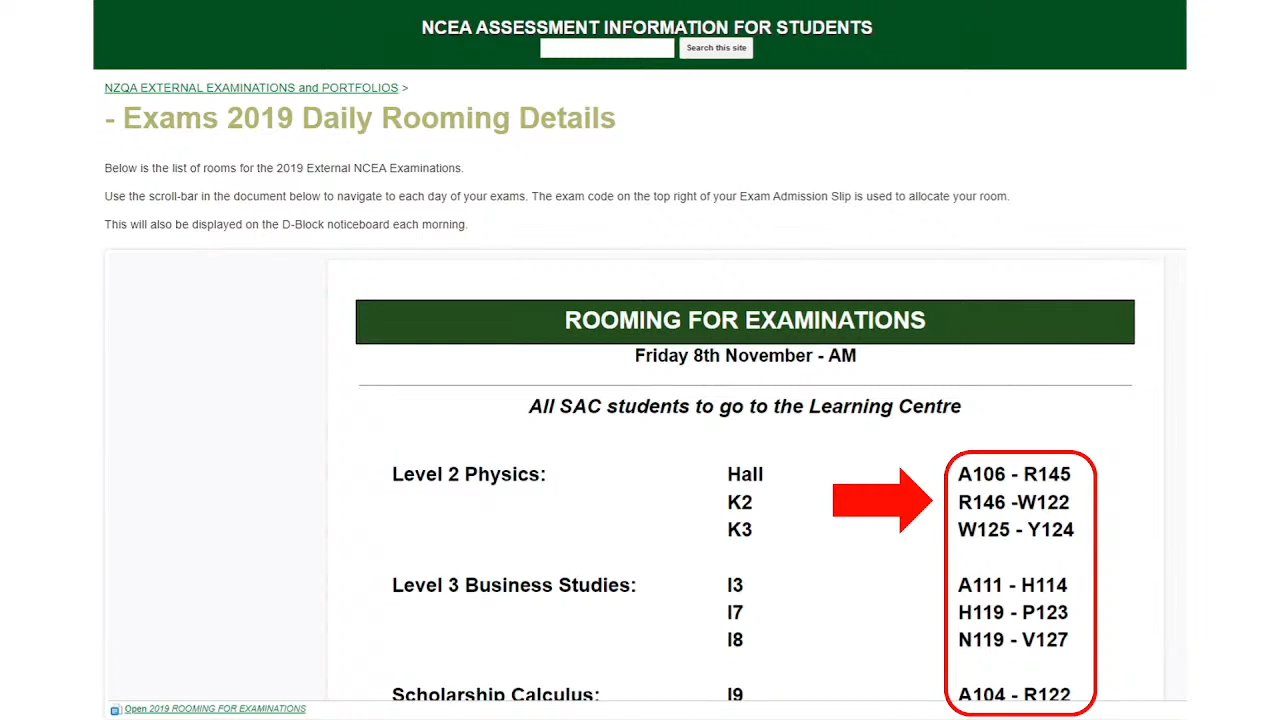 NCEA ASSESSMENT INFORMATION FOR STUDENTS
Search this site
NZQA EXTERNAL EXAMINATIONS and PORTFOLIOS >
- Exams 2019 Daily Rooming Details
Below is the list of rooms for the 2019 External NCEA Examinations.
Use the scroll-bar in the document below to navigate to each day of your exams. The exam code on the top right of your Exam Admission Slip is used to allocate your room.
This will also be displayed on the D-Block noticeboard each morning.
ROOMING FOR EXAMINATIONS
Friday 8th November - AM
All SAC students to go to the Learning Centre
Level 2 Physics: Hall A106 - R145
K2 R146 -W122
K3 W125 - Y124
Level 3 Business Studies: I3 A111 - H114
I7 H119 - P123
I8 N119 - V127
Scholarship Calculus: I9 A104 - R122
Open 2019 ROOMING FOR EXAMINATIONS